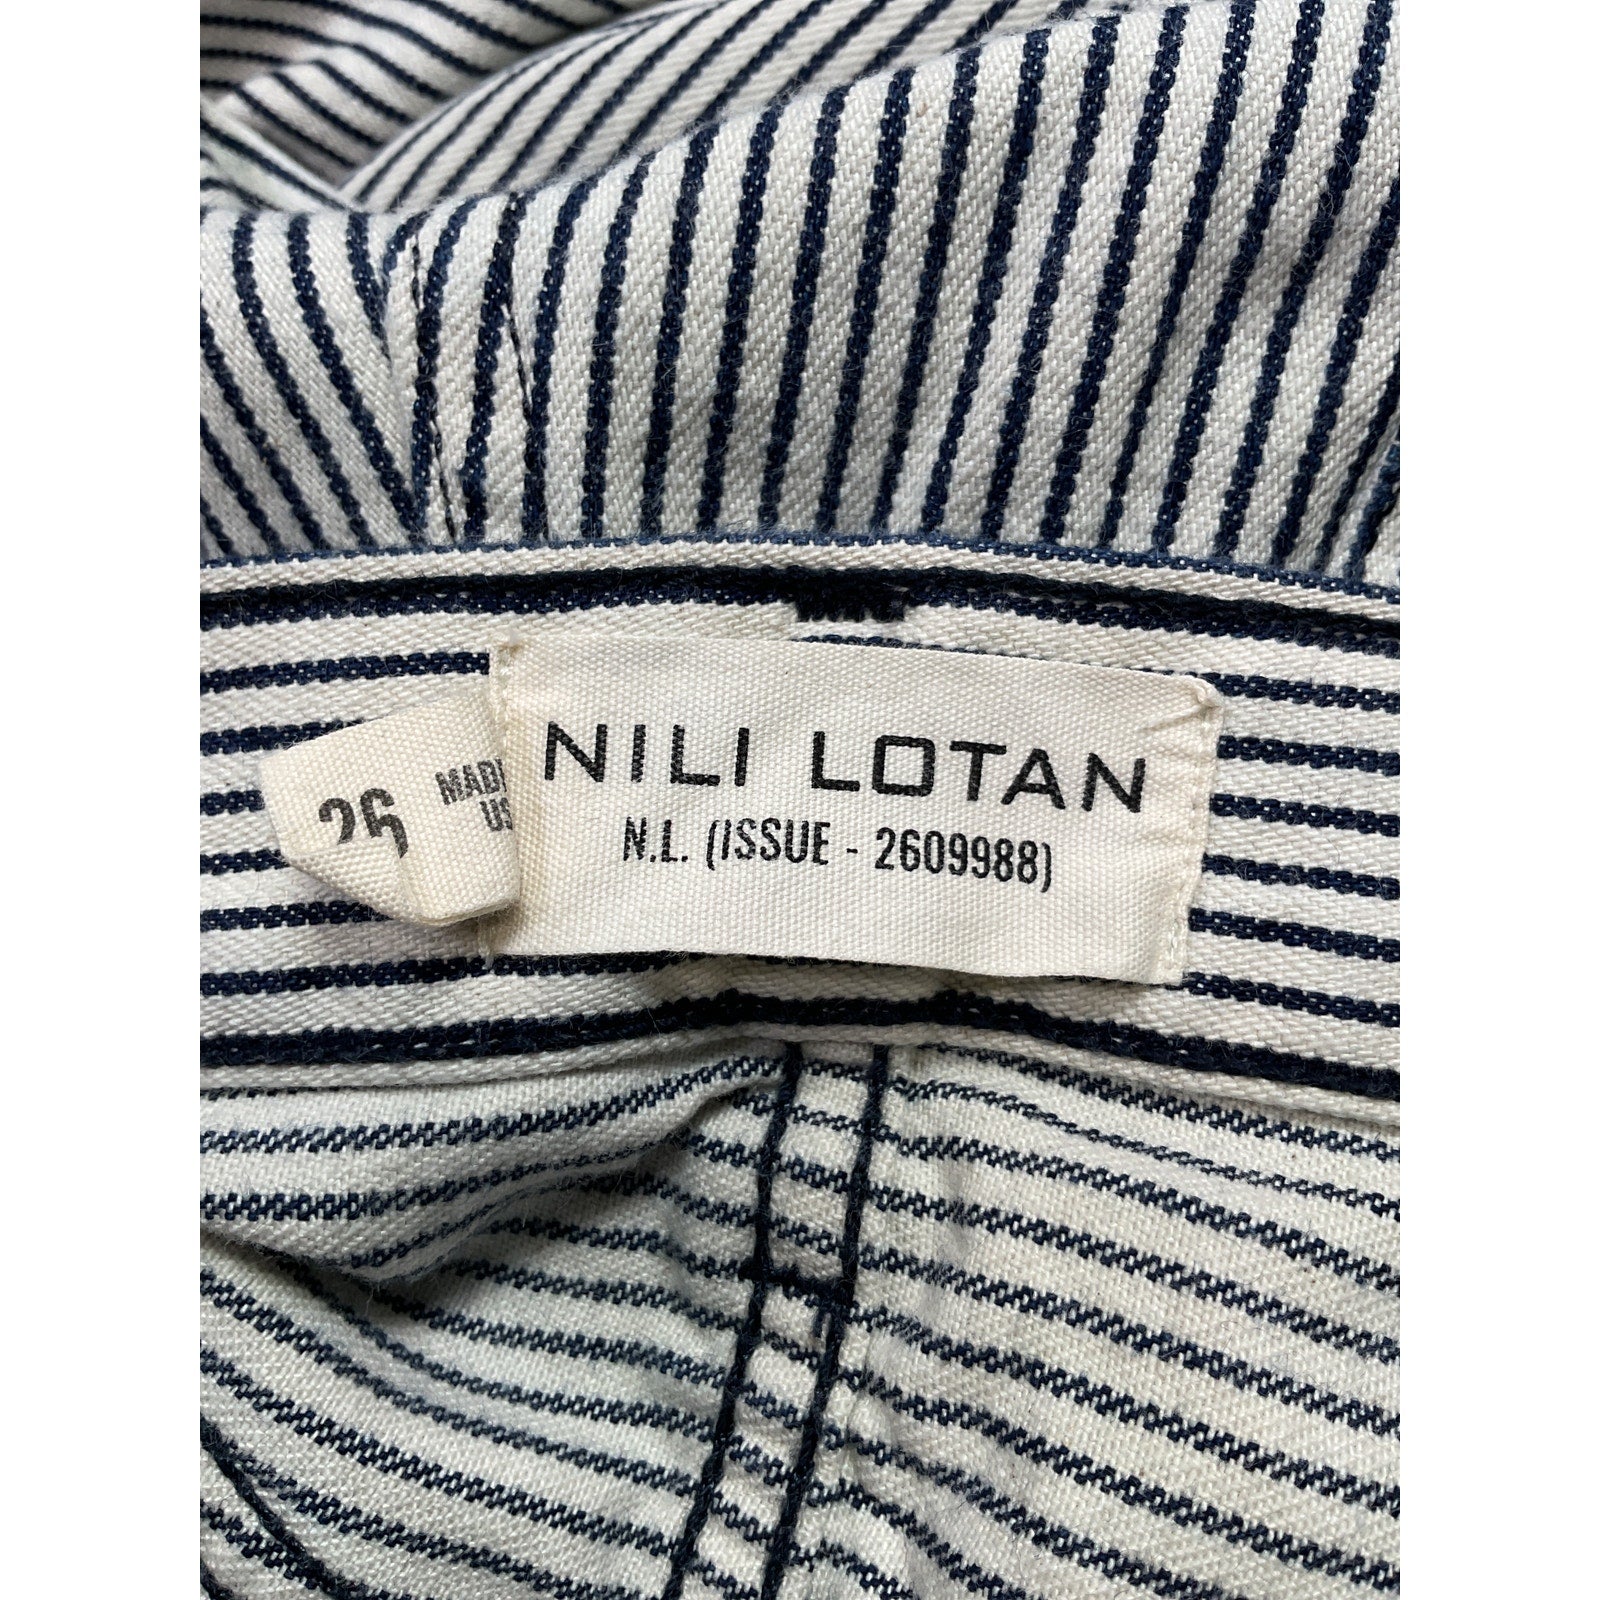 NILI LOTAN
N.L. (ISSUE - 2609988)
26